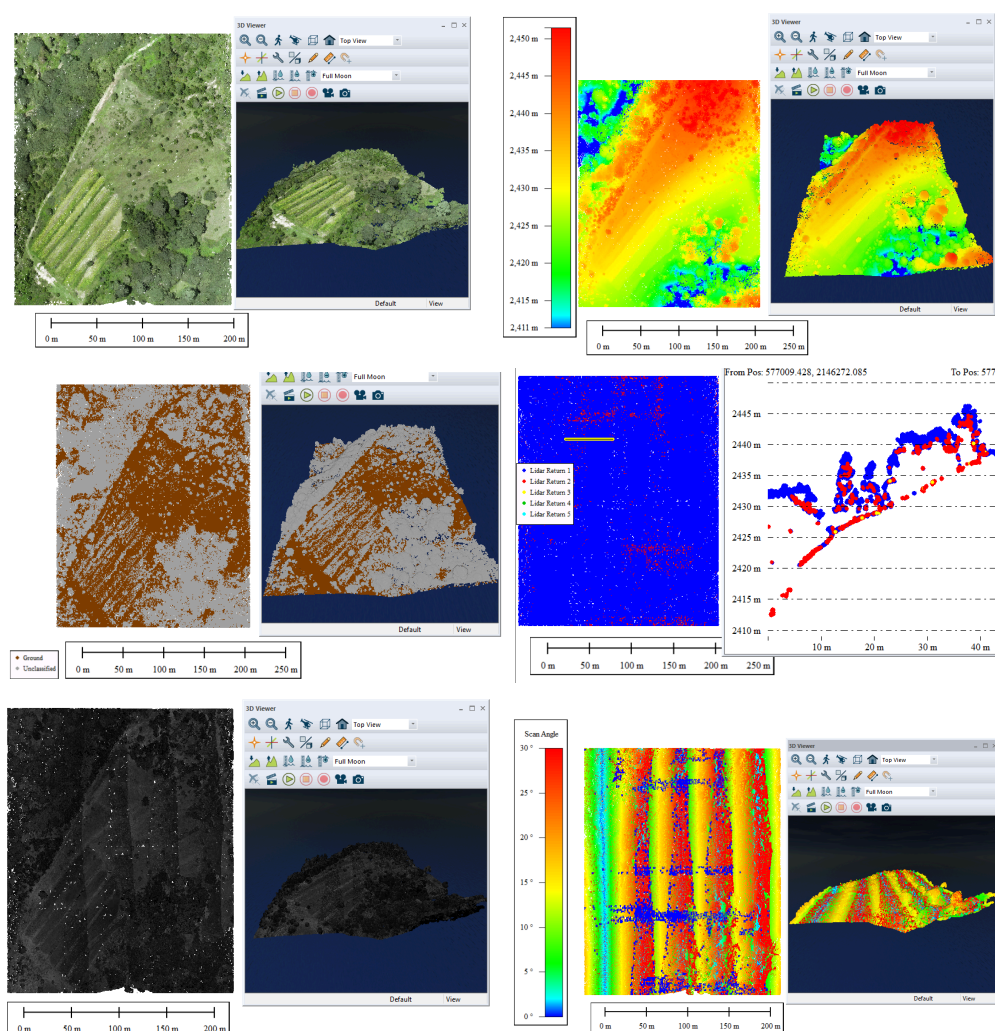 3D Viewer
Top View
Full Moon
Default View
0 m 50 m 100 m 150 m 200 m
2,450 m
2,440 m
2,430 m
2,420 m
2,415 m
2,411 m
0 m 50 m 100 m 150 m 200 m 250 m
3D Viewer
Top View
Full Moon
Default View
Full Moon
Default View
Ground
Unclassified
0 m 50 m 100 m 150 m 200 m 250 m
Lidar Return 1
Lidar Return 2
Lidar Return 3
Lidar Return 4
Lidar Return 5
0 m 50 m 100 m 150 m 200 m 250 m
From Pos: 577009.428, 2146272.085 To Pos: 577
2445 m
2440 m
2435 m
2430 m
2425 m
2420 m
2415 m
2410 m
10 m 20 m 30 m 40 m
3D Viewer
Top View
Full Moon
Default View
0 m 50 m 100 m 150 m 200 m
Scan Angle
30 °
25 °
20 °
15 °
10 °
5 °
0 °
0 m 50 m 100 m 150 m 200 m
3D Viewer
Top View
Full Moon
Default View